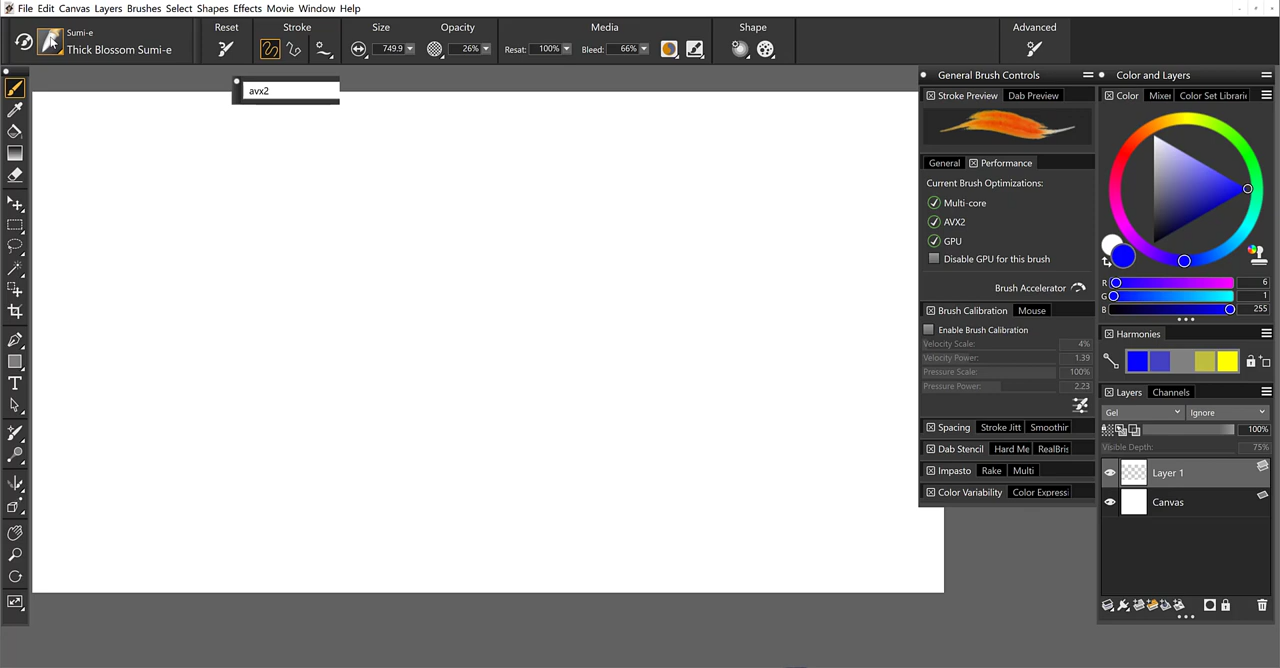 File Edit Canvas Layers Brushes Select Shapes Effects Movie Window Help
Sumi-e
Thick Blossom Sumi-e
Reset
Stroke
Size
749.9
Opacity
26%
Media
Resat: 100%
Bleed: 66%
Shape
Advanced
avx2
General Brush Controls
Stroke Preview Dab Preview
General Performance
Current Brush Optimizations:
Multi-core
AVX2
GPU
Disable GPU for this brush
Brush Accelerator
Brush Calibration Mouse
Enable Brush Calibration
Velocity Scale: 4%
Velocity Power: 1.39
Pressure Scale: 100%
Pressure Power: 2.23
Spacing Stroke Jitt Smoothir
Dab Stencil Hard Me RealBris
Impasto Rake Multi
Color Variability Color Expressi
Color and Layers
Color Mixer Color Set Librari
R 6
G 1
B 255
Harmonies
Layers Channels
Gel Ignore
100%
Visible Depth: 75%
Layer 1
Canvas
T